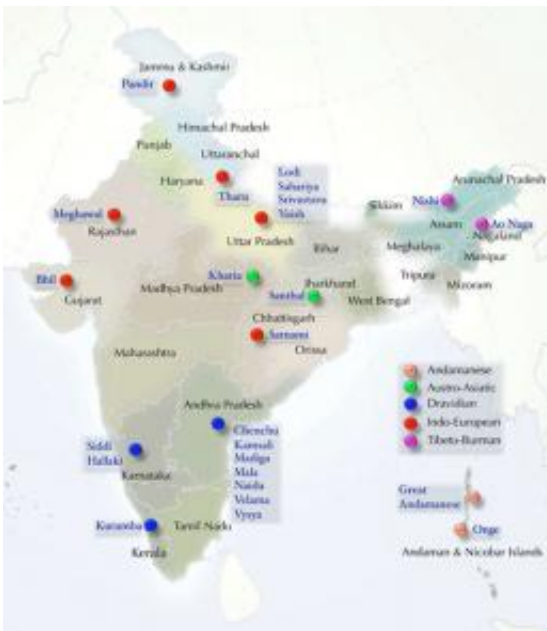 Jammu & Kashmir
Pandit
Himachal Pradesh
Punjab
Uttaranchal
Haryana
Tharu
Lodi
Sahariya
Srivastava
Vaish
Arunachal Pradesh
Nishi
Sikkim
Ao Naga
Meghawal
Rajasthan
Assam
Nagaland
Uttar Pradesh
Bihar
Meghalaya
Manipur
Bhil
Kharia
Tripura
Madhya Pradesh
Jharkhand
Mizoram
Gujarat
Santhal
West Bengal
Chhattisgarh
Satnami
Maharashtra
Orissa
Andamanese
Austro-Asiatic
Dravidian
Indo-European
Tibeto-Burman
Andhra Pradesh
Chenchu
Kamsali
Madiga
Mala
Naidu
Velama
Vysya
Siddi
Hallaki
Karnataka
Great
Andamanese
Kurumba
Tamil Nadu
Onge
Kerala
Andaman & Nicobar Islands